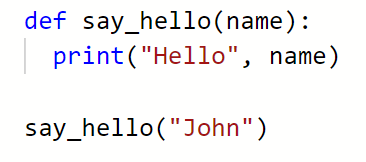 def say_hello(name):
  print("Hello", name)
say_hello("John")